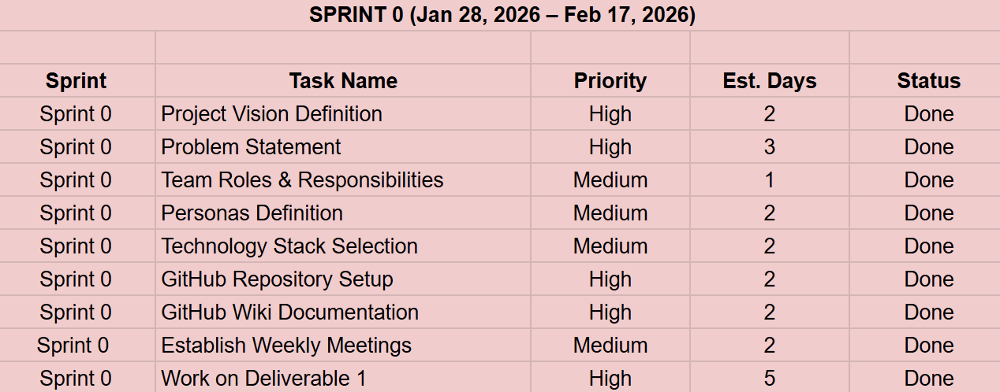 SPRINT 0 (Jan 28, 2026 – Feb 17, 2026)
Sprint Task Name Priority Est. Days Status
Sprint 0 Project Vision Definition High 2 Done
Sprint 0 Problem Statement High 3 Done
Sprint 0 Team Roles & Responsibilities Medium 1 Done
Sprint 0 Personas Definition Medium 2 Done
Sprint 0 Technology Stack Selection Medium 2 Done
Sprint 0 GitHub Repository Setup High 2 Done
Sprint 0 GitHub Wiki Documentation High 2 Done
Sprint 0 Establish Weekly Meetings Medium 2 Done
Sprint 0 Work on Deliverable 1 High 5 Done